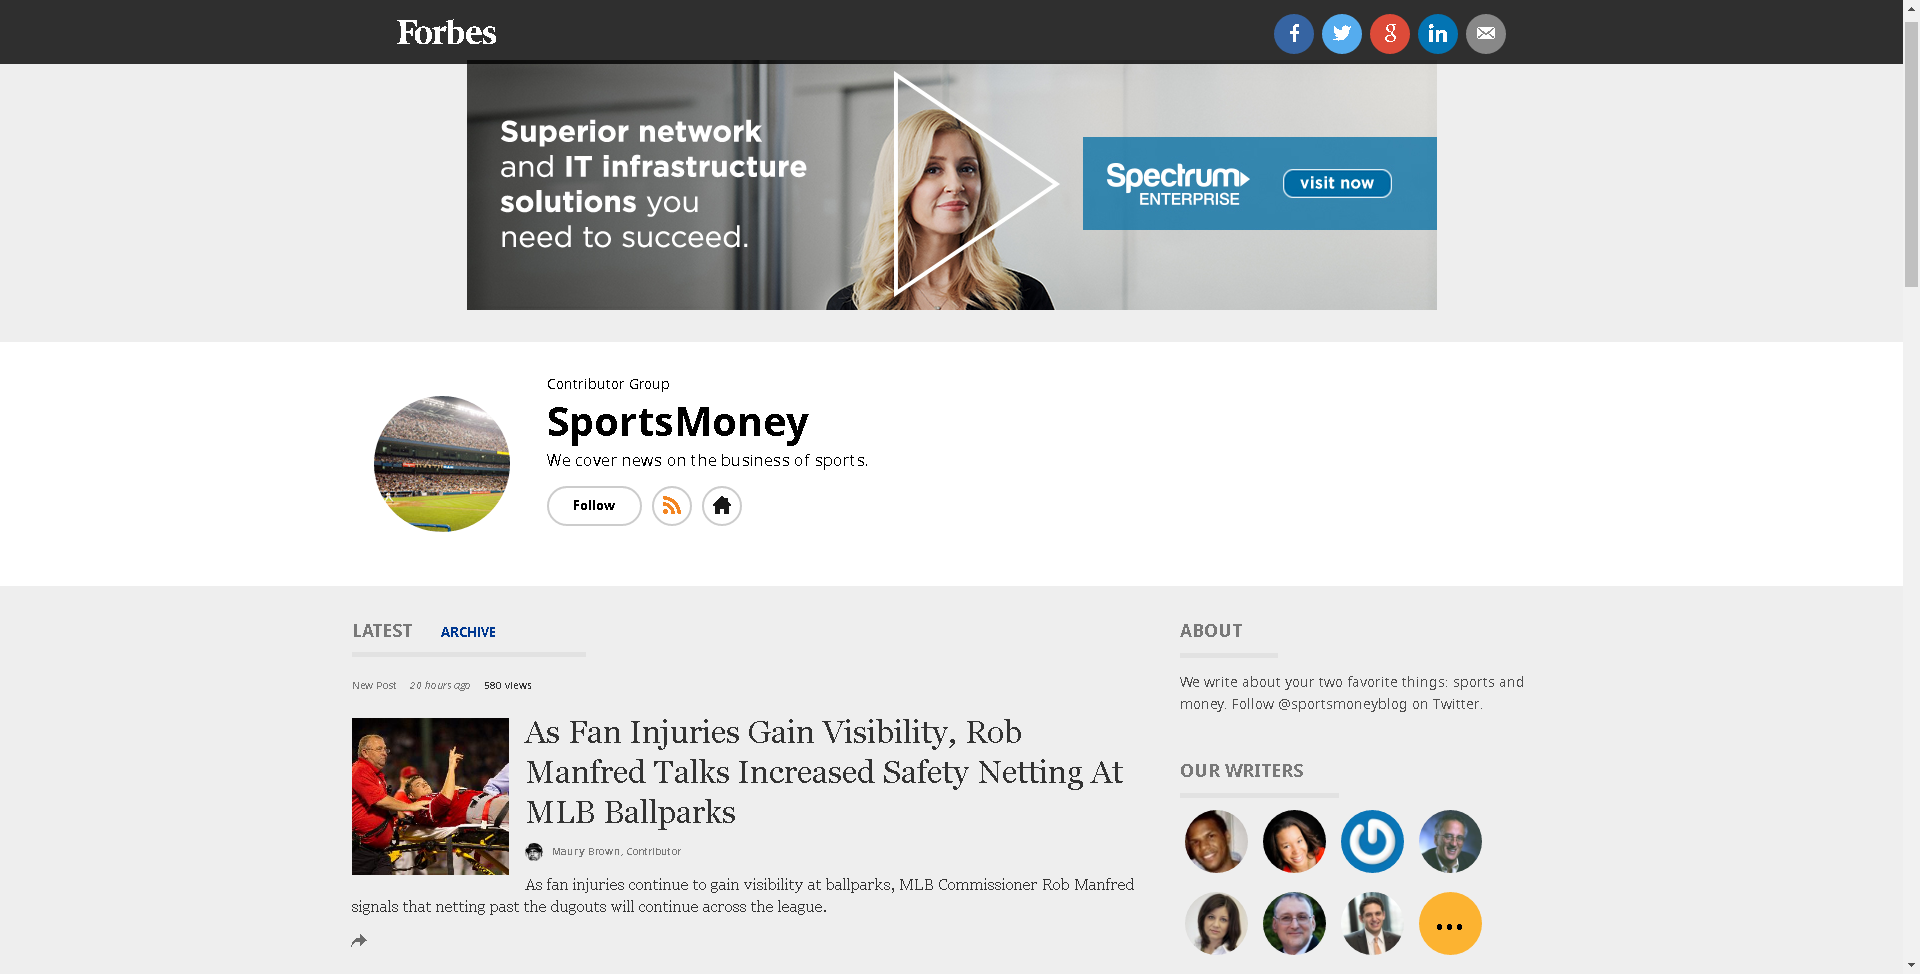 Forbes
Superior network
and IT infrastructure
solutions you
need to succeed.
Spectrum
ENTERPRISE
visit now
Contributor Group
SportsMoney
We cover news on the business of sports.
Follow
LATEST ARCHIVE
New Post 20 hours ago 580 views
As Fan Injuries Gain Visibility, Rob
Manfred Talks Increased Safety Netting At
MLB Ballparks
Maury Brown, Contributor
As fan injuries continue to gain visibility at ballparks, MLB Commissioner Rob Manfred
signals that netting past the dugouts will continue across the league.
ABOUT
We write about your two favorite things: sports and
money. Follow @sportsmoneyblog on Twitter.
OUR WRITERS